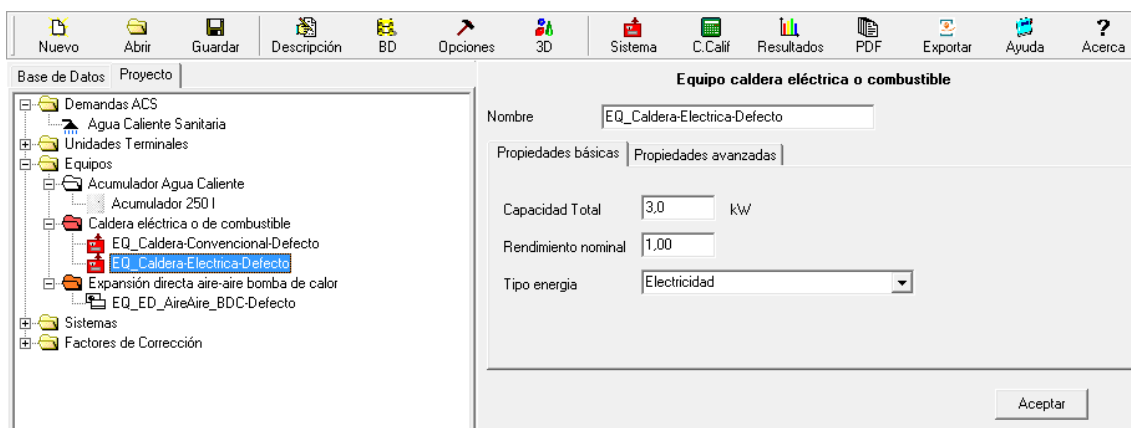 Nuevo Abrir Guardar Descripción BD Opciones 3D Sistema C.Calif Resultados PDF Exportar Ayuda Acerca
Base de Datos Proyecto
Demandas ACS
Agua Caliente Sanitaria
Unidades Terminales
Equipos
Acumulador Agua Caliente
Acumulador 250 l
Caldera eléctrica o de combustible
EQ_Caldera-Convencional-Defecto
EQ_Caldera-Electrica-Defecto
Expansión directa aire-aire bomba de calor
EQ_ED_AireAire_BDC-Defecto
Sistemas
Factores de Corrección
Equipo caldera eléctrica o combustible
Nombre EQ_Caldera-Electrica-Defecto
Propiedades básicas Propiedades avanzadas
Capacidad Total 3,0 kW
Rendimiento nominal 1,00
Tipo energia Electricidad
Aceptar